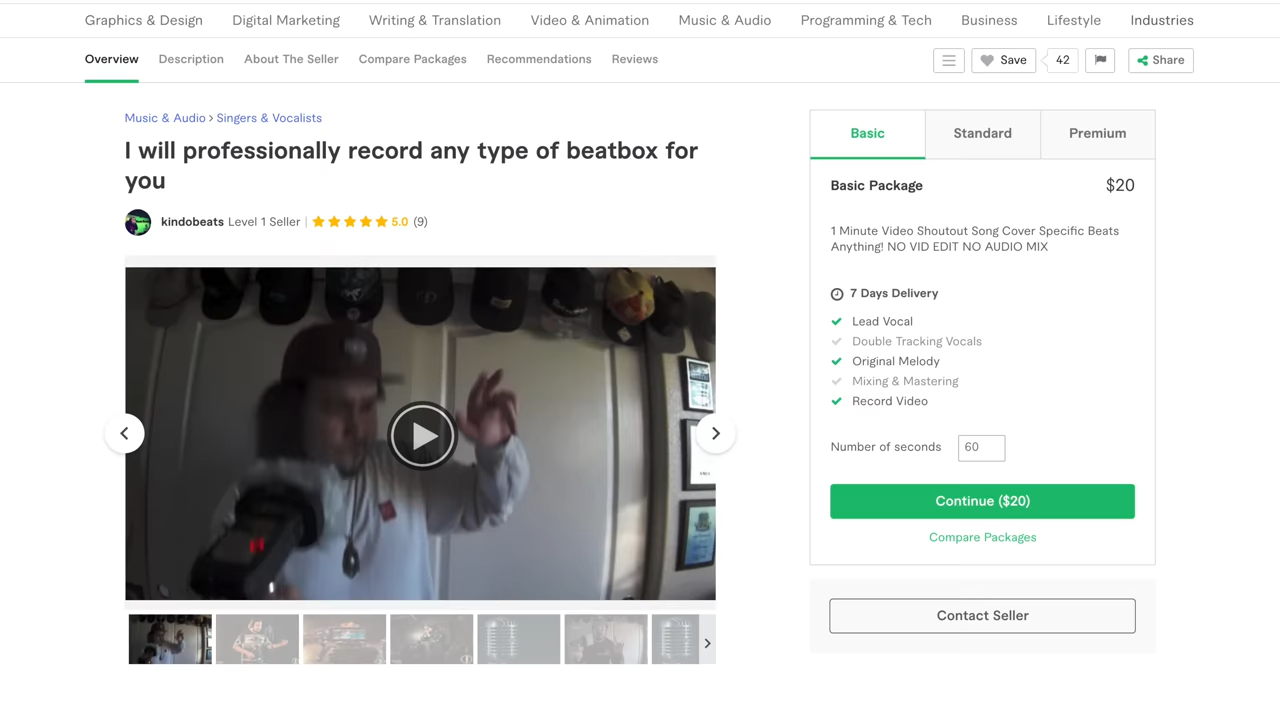 Graphics & Design Digital Marketing Writing & Translation Video & Animation Music & Audio Programming & Tech Business Lifestyle Industries
Overview Description About The Seller Compare Packages Recommendations Reviews Save 42 Share
Music & Audio › Singers & Vocalists
I will professionally record any type of beatbox for
you
kindobeats Level 1 Seller 5.0 (9)
Basic Standard Premium
Basic Package $20
1 Minute Video Shoutout Song Cover Specific Beats
Anything! NO VID EDIT NO AUDIO MIX
7 Days Delivery
Lead Vocal
Double Tracking Vocals
Original Melody
Mixing & Mastering
Record Video
Number of seconds 60
Continue ($20)
Compare Packages
Contact Seller